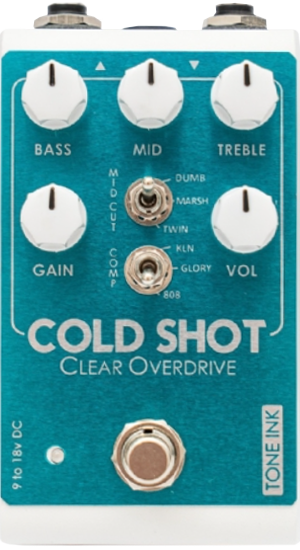 BASS
MID
TREBLE
MID CUT
DUMB
MARSH
TWIN
GAIN
COMP
KLN
GLORY
808
VOL
COLD SHOT
CLEAR OVERDRIVE
9 to 18v DC
TONE INK